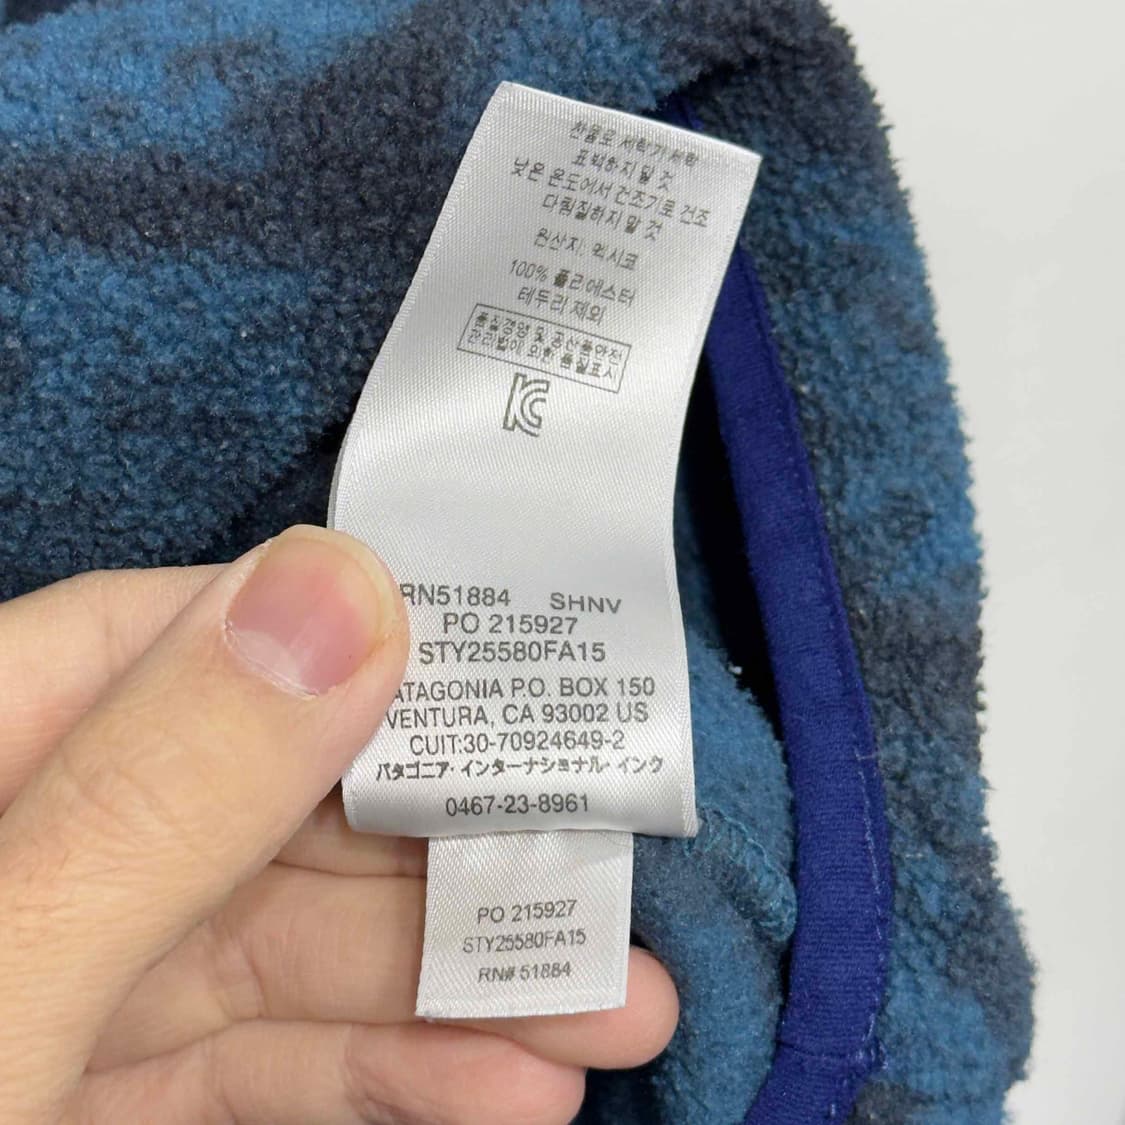 찬물로 세탁기 세탁
표백하지 말 것
낮은 온도에서 건조기로 건조
다림질하지 말 것
원산지: 멕시코
100% 폴리에스터
테두리 제외
품질경영 및 공산품안전
관리법에 의한 품질표시
KC
RN51884 SHNV
PO 215927
STY25580FA15
ATAGONIA P.O. BOX 150
VENTURA, CA 93002 US
CUIT:30-70924649-2
パタゴニア・インターナショナル・インク
0467-23-8961
PO 215927
STY25580FA15
RN# 51884